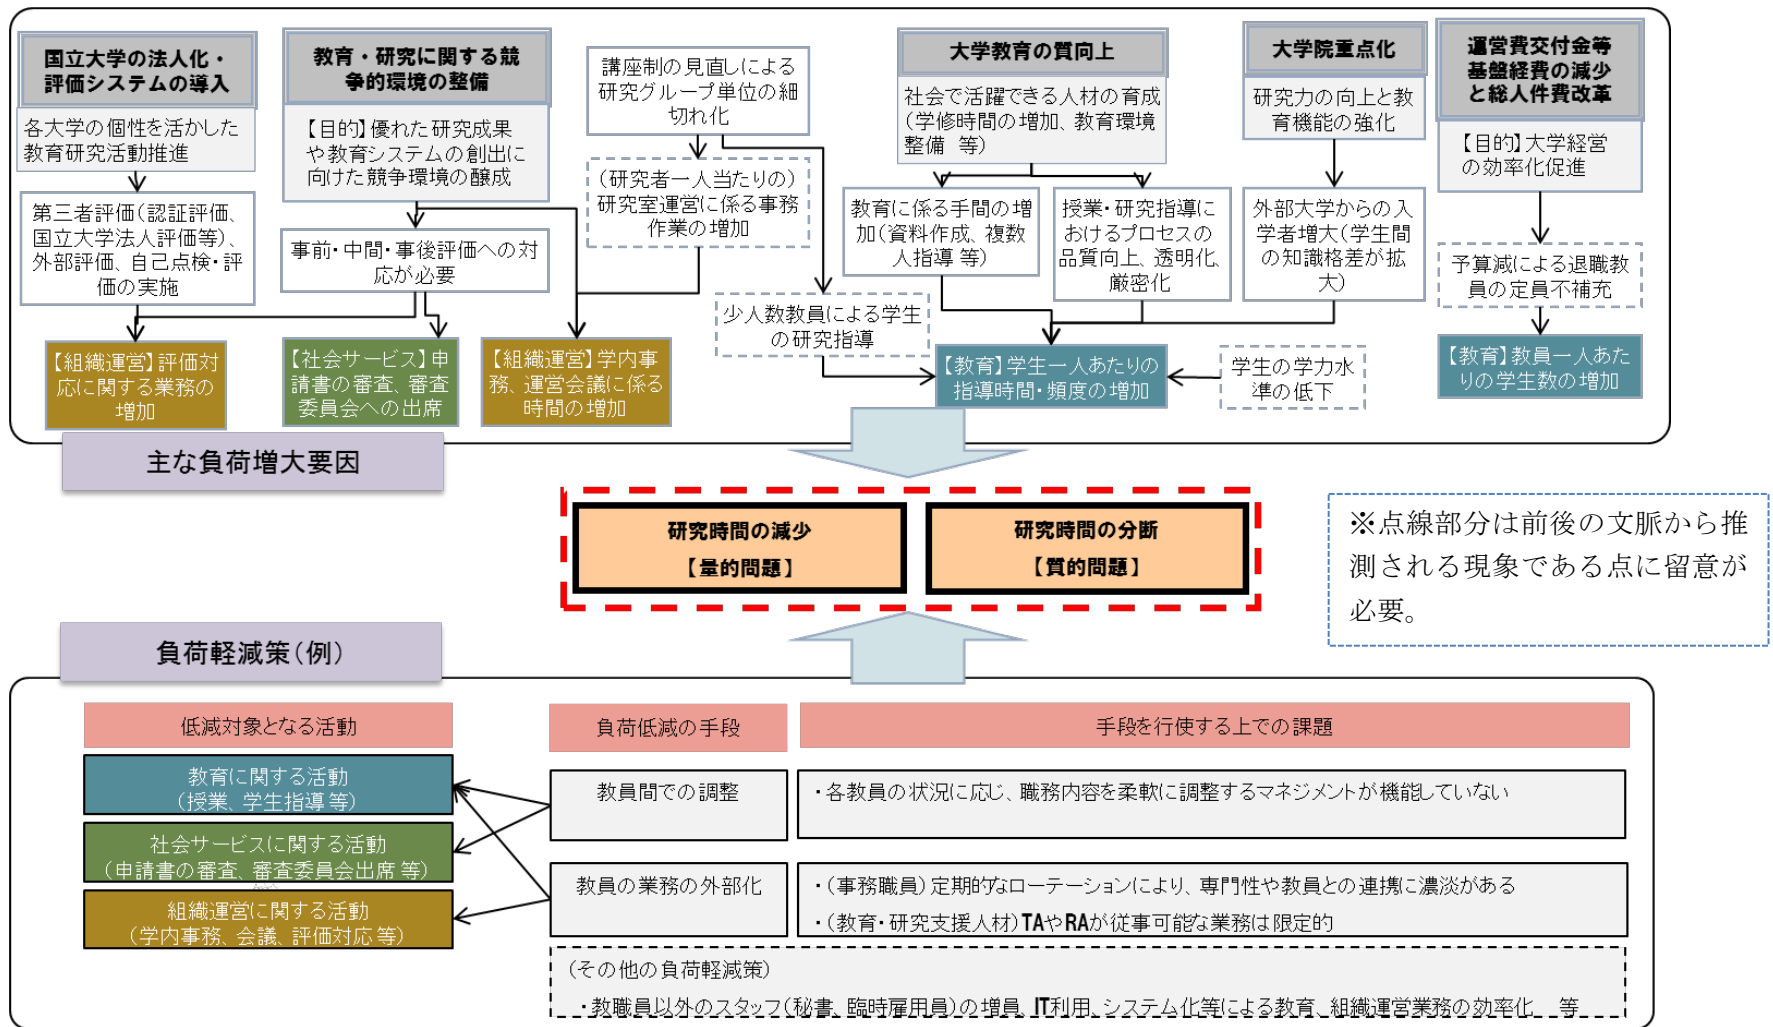 国立大学の法人化・
評価システムの導入
各大学の個性を活かした
教育研究活動推進
第三者評価（認証評価、
国立大学法人評価等）、
外部評価、自己点検・評
価の実施
【組織運営】評価対
応に関する業務の
増加
教育・研究に関する競
争的環境の整備
【目的】優れた研究成果
や教育システムの創出に
向けた競争環境の醸成
事前・中間・事後評価への対
応が必要
【社会サービス】申
請書の審査、審査
委員会への出席
講座制の見直しによる
研究グループ単位の細
切れ化
（研究者一人当たりの）
研究室運営に係る事務
作業の増加
【組織運営】学内事
務、運営会議に係る
時間の増加
少人数教員による学生
の研究指導
大学教育の質向上
社会で活躍できる人材の育成
（学修時間の増加、教育環境
整備 等）
教育に係る手間の増
加（資料作成、複数
人指導 等）
授業・研究指導に
おけるプロセスの
品質向上、透明化、
厳密化
【教育】学生一人あたりの
指導時間・頻度の増加
大学院重点化
研究力の向上と教
育機能の強化
外部大学からの入
学者増大（学生間
の知識格差が拡
大）
学生の学力水
準の低下
運営費交付金等
基盤経費の減少
と総人件費改革
【目的】大学経営
の効率化促進
予算減による退職教
員の定員不補充
【教育】教員一人あた
りの学生数の増加
主な負荷増大要因
研究時間の減少
【量的問題】
研究時間の分断
【質的問題】
※点線部分は前後の文脈から推
測される現象である点に留意が
必要。
負荷軽減策（例）
低減対象となる活動
負荷低減の手段
手段を行使する上での課題
教育に関する活動
（授業、学生指導 等）
社会サービスに関する活動
（申請書の審査、審査委員会出席 等）
組織運営に関する活動
（学内事務、会議、評価対応 等）
教員間での調整
・各教員の状況に応じ、職務内容を柔軟に調整するマネジメントが機能していない
教員の業務の外部化
・（事務職員）定期的なローテーションにより、専門性や教員との連携に濃淡がある
・（教育・研究支援人材）TAやRAが従事可能な業務は限定的
（その他の負荷軽減策）
・教職員以外のスタッフ（秘書、臨時雇用員）の増員、IT利用、システム化等による教育、組織運営業務の効率化　等